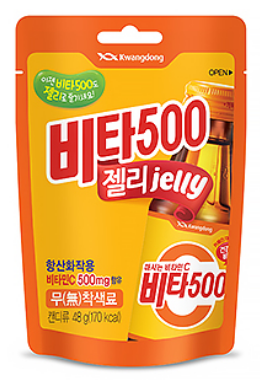 Kwangdong
이제 비타500도
젤리로 즐기세요!
OPEN
비타500
젤리 jelly
Kwangdong
마시는 비타민C
비타500
항산화작용
비타민C 500mg 함유
무(無)착색료
캔디류 48 g(170 kcal)